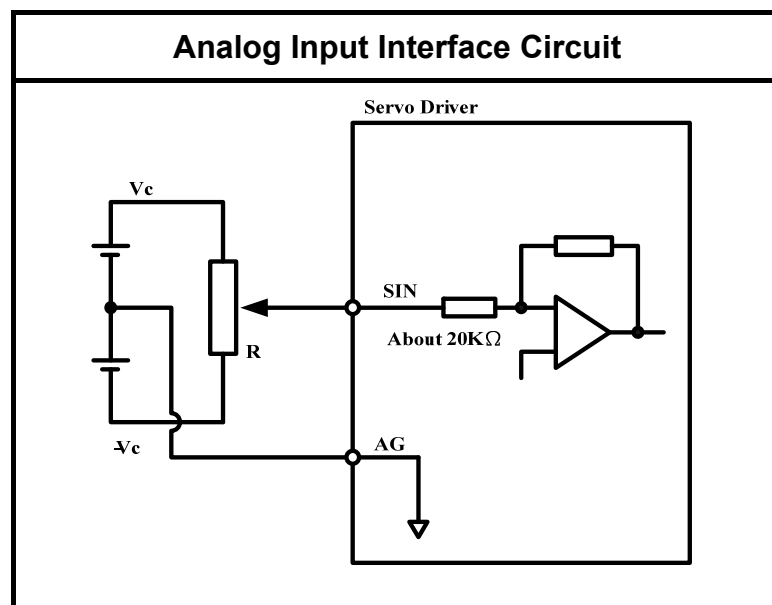 Analog Input Interface Circuit
Servo Driver
Vc
SIN
R
About 20KΩ
-Vc
AG